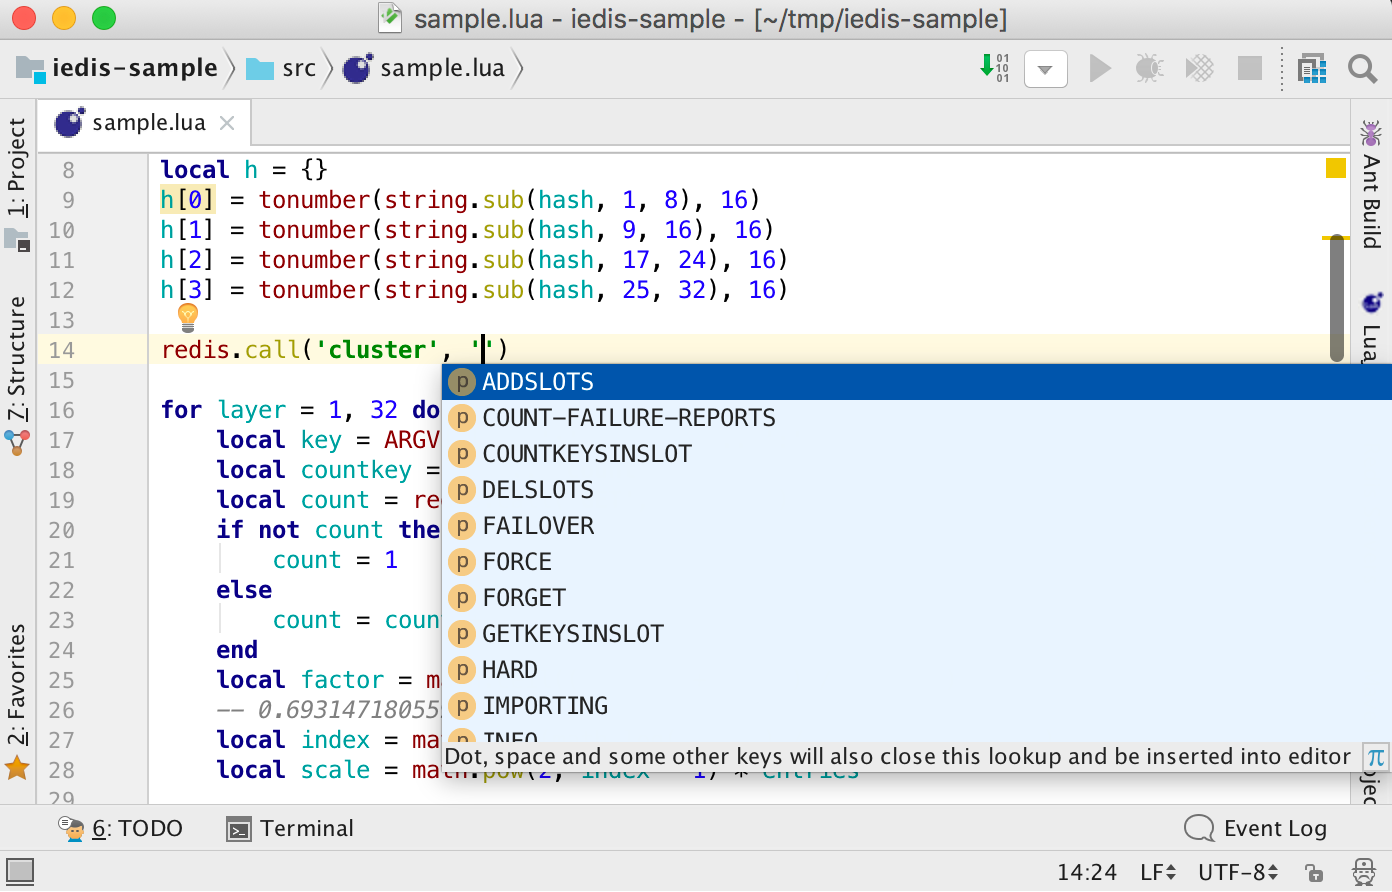 sample.lua - iedis-sample - [~/tmp/iedis-sample]
iedis-sample src sample.lua
01
10
01
sample.lua
1: Project
7: Structure
2: Favorites
Ant Build
Lua
8 local h = {}
9 h[0] = tonumber(string.sub(hash, 1, 8), 16)
10 h[1] = tonumber(string.sub(hash, 9, 16), 16)
11 h[2] = tonumber(string.sub(hash, 17, 24), 16)
12 h[3] = tonumber(string.sub(hash, 25, 32), 16)
13
14 redis.call('cluster', '')
15
16 for layer = 1, 32 do
17 local key = ARGV
18 local countkey =
19 local count = re
20 if not count the
21 count = 1
22 else
23 count = coun
24 end
25 local factor = ma
26 -- 0.69314718055
27 local index = ma
28 local scale = math.pow(2, index - 1) * entries
29
p ADDSLOTS
p COUNT-FAILURE-REPORTS
p COUNTKEYSINSLOT
p DELSLOTS
p FAILOVER
p FORCE
p FORGET
p GETKEYSINSLOT
p HARD
p IMPORTING
p INFO
Dot, space and some other keys will also close this lookup and be inserted into editor π
6: TODO Terminal Event Log
14:24 LF UTF-8